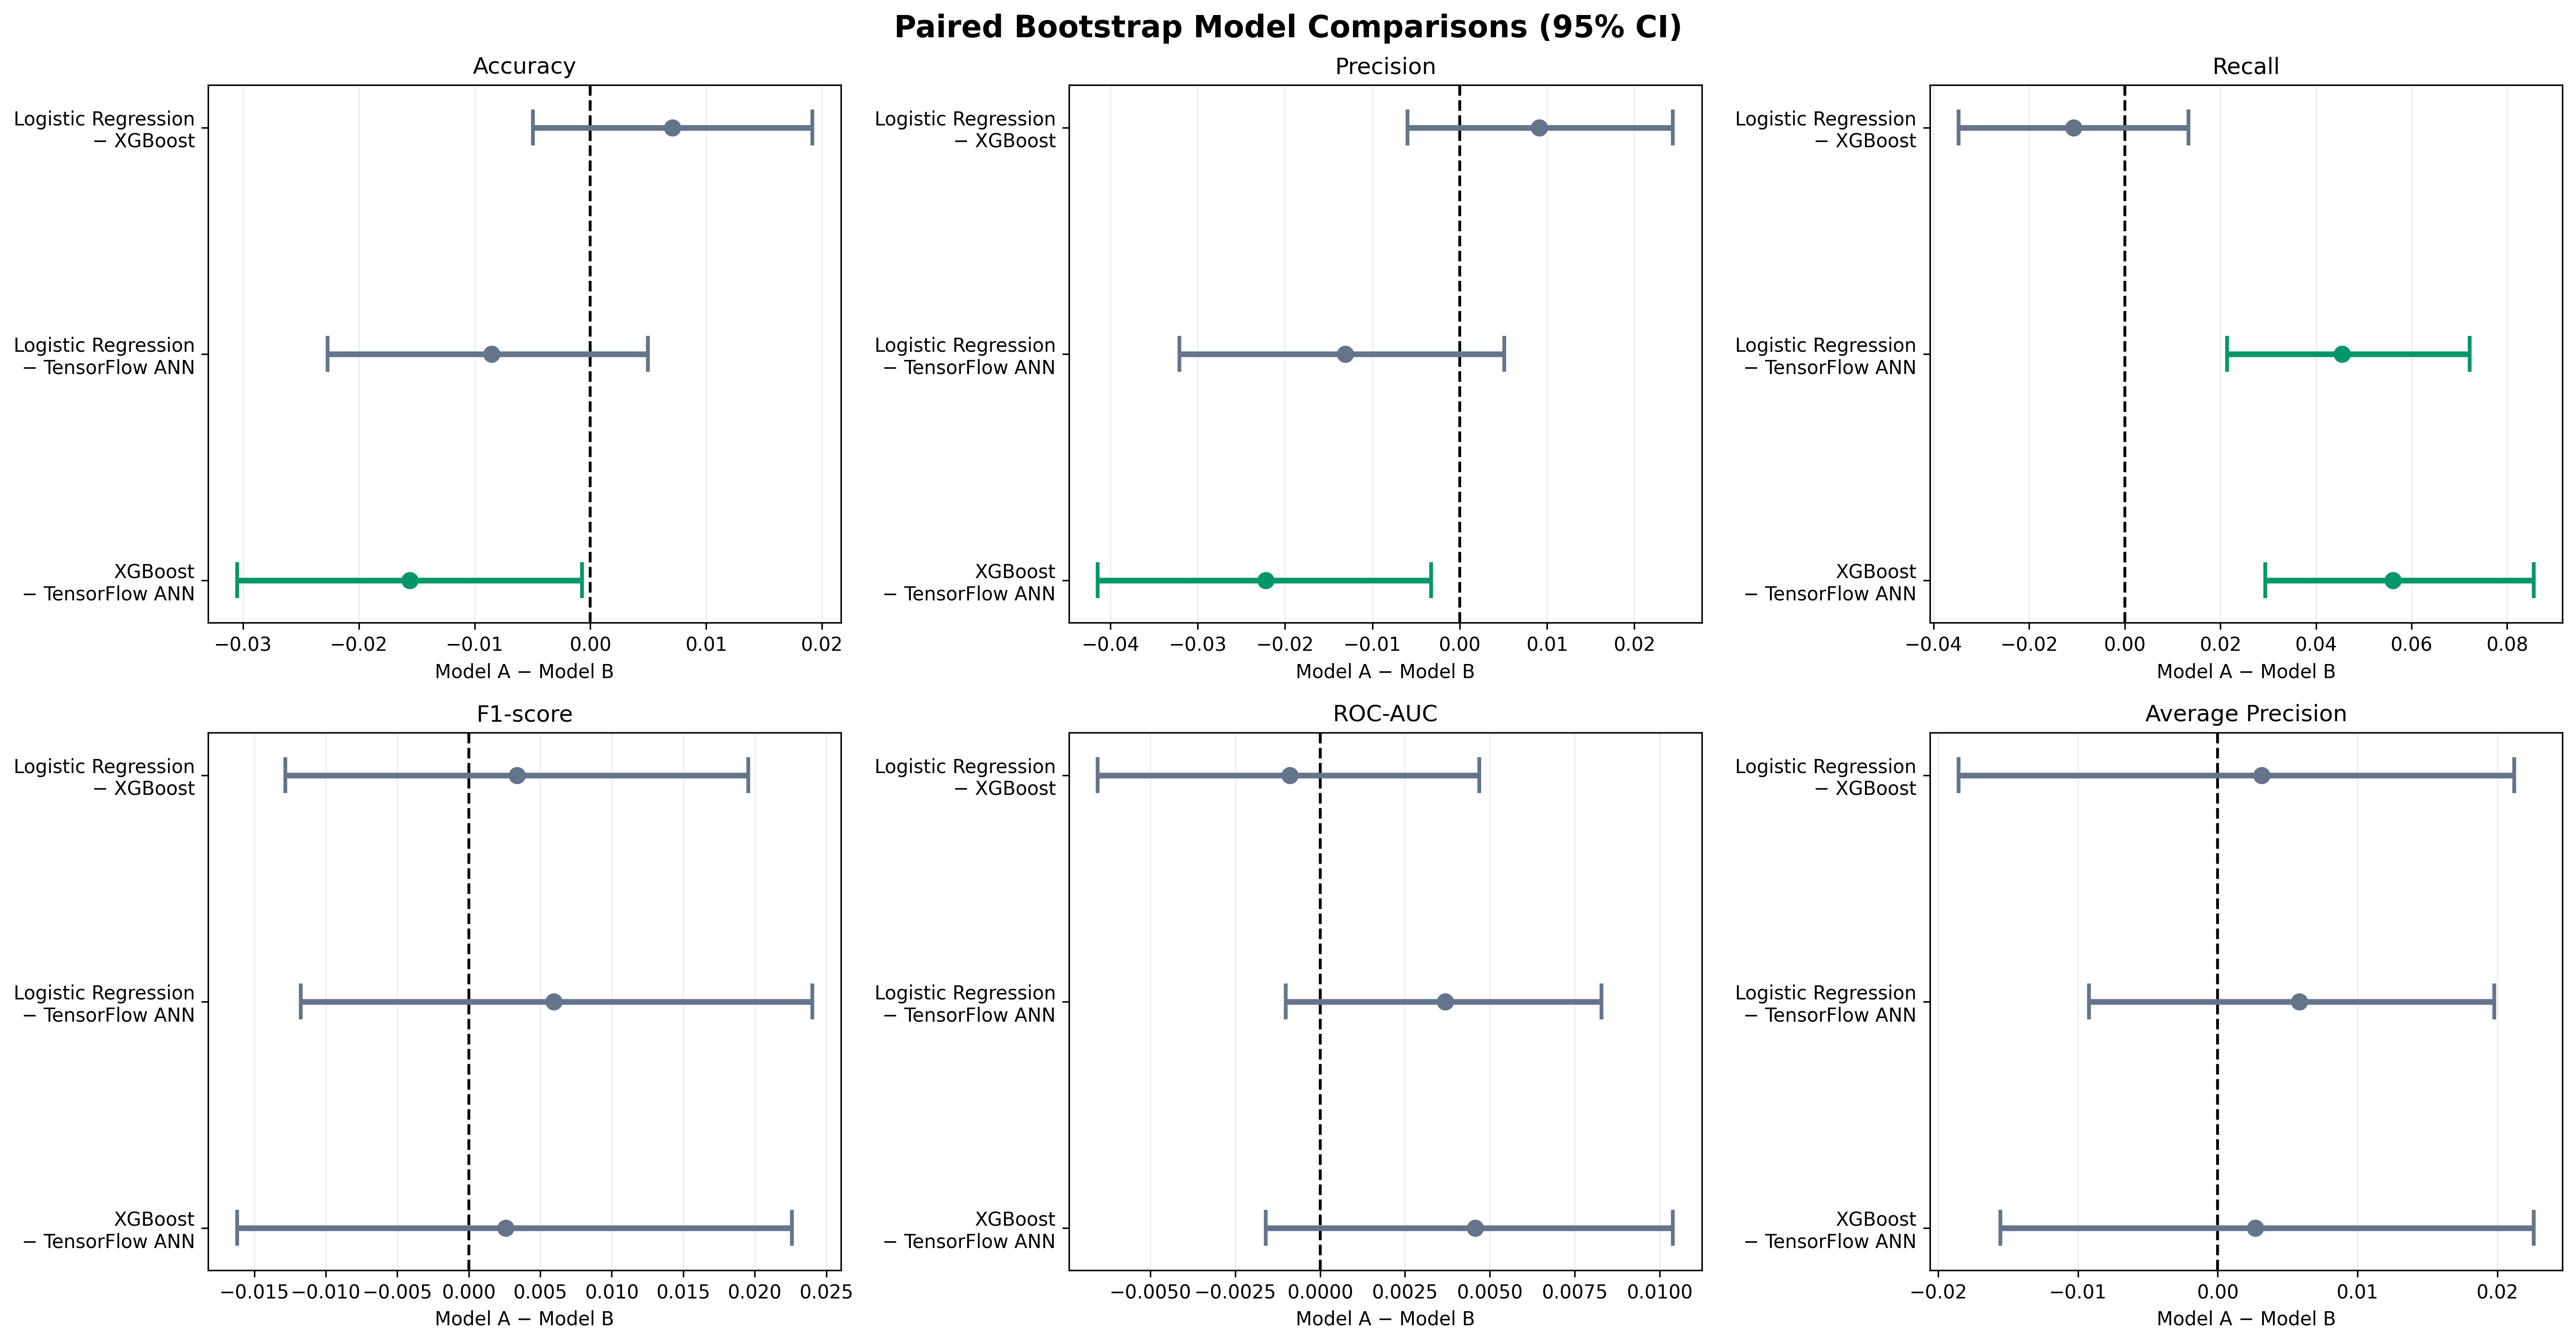 Paired Bootstrap Model Comparisons (95% CI)
Accuracy
Logistic Regression
− XGBoost
Logistic Regression
− TensorFlow ANN
XGBoost
− TensorFlow ANN
−0.03 −0.02 −0.01 0.00 0.01 0.02
Model A − Model B
Precision
Logistic Regression
− XGBoost
Logistic Regression
− TensorFlow ANN
XGBoost
− TensorFlow ANN
−0.04 −0.03 −0.02 −0.01 0.00 0.01 0.02
Model A − Model B
Recall
Logistic Regression
− XGBoost
Logistic Regression
− TensorFlow ANN
XGBoost
− TensorFlow ANN
−0.04 −0.02 0.00 0.02 0.04 0.06 0.08
Model A − Model B
F1-score
Logistic Regression
− XGBoost
Logistic Regression
− TensorFlow ANN
XGBoost
− TensorFlow ANN
−0.015 −0.010 −0.005 0.000 0.005 0.010 0.015 0.020 0.025
Model A − Model B
ROC-AUC
Logistic Regression
− XGBoost
Logistic Regression
− TensorFlow ANN
XGBoost
− TensorFlow ANN
−0.0050 −0.0025 0.0000 0.0025 0.0050 0.0075 0.0100
Model A − Model B
Average Precision
Logistic Regression
− XGBoost
Logistic Regression
− TensorFlow ANN
XGBoost
− TensorFlow ANN
−0.02 −0.01 0.00 0.01 0.02
Model A − Model B